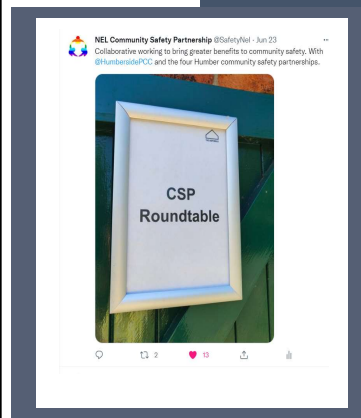 NEL Community Safety Partnership @SafetyNel · Jun 23
Collaborative working to bring greater benefits to community safety. With
@HumbersidePCC and the four Humber community safety partnerships.
CSP
Roundtable
2
13